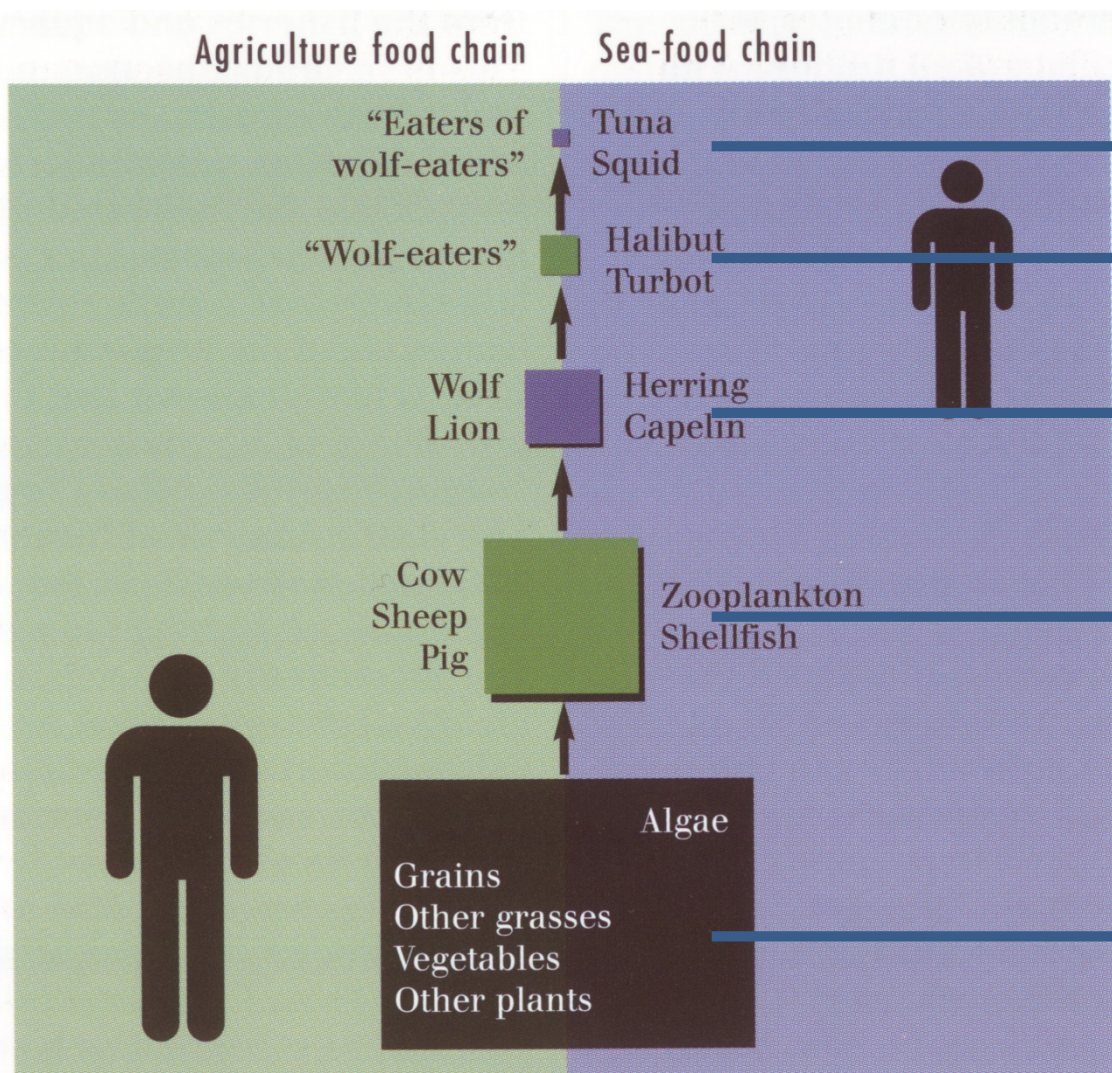 Agriculture food chain
Sea-food chain
“Eaters of
wolf-eaters”
Tuna
Squid
“Wolf-eaters”
Halibut
Turbot
Wolf
Lion
Herring
Capelin
Cow
Sheep
Pig
Zooplankton
Shellfish
Algae
Grains
Other grasses
Vegetables
Other plants